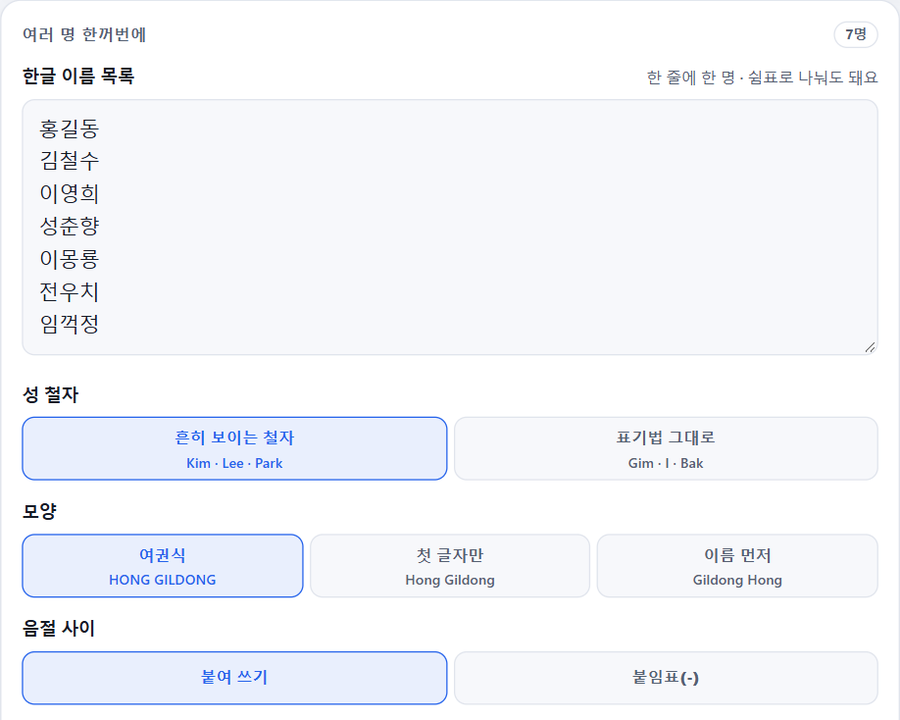 여러 명 한꺼번에
7명
한글 이름 목록
한 줄에 한 명 · 쉼표로 나눠도 돼요
홍길동
김철수
이영희
성춘향
이몽룡
전우치
임꺽정
성 철자
흔히 보이는 철자
Kim · Lee · Park
표기법 그대로
Gim · I · Bak
모양
여권식
HONG GILDONG
첫 글자만
Hong Gildong
이름 먼저
Gildong Hong
음절 사이
붙여 쓰기
붙임표(-)